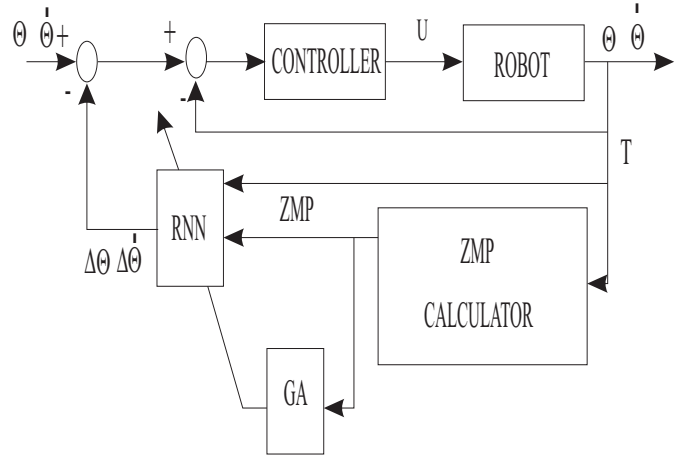 Θ Θ̇ +
+
CONTROLLER
U
ROBOT
Θ Θ̇
-
-
T
RNN
ZMP
ΔΘ ΔΘ̇
ZMP
CALCULATOR
GA